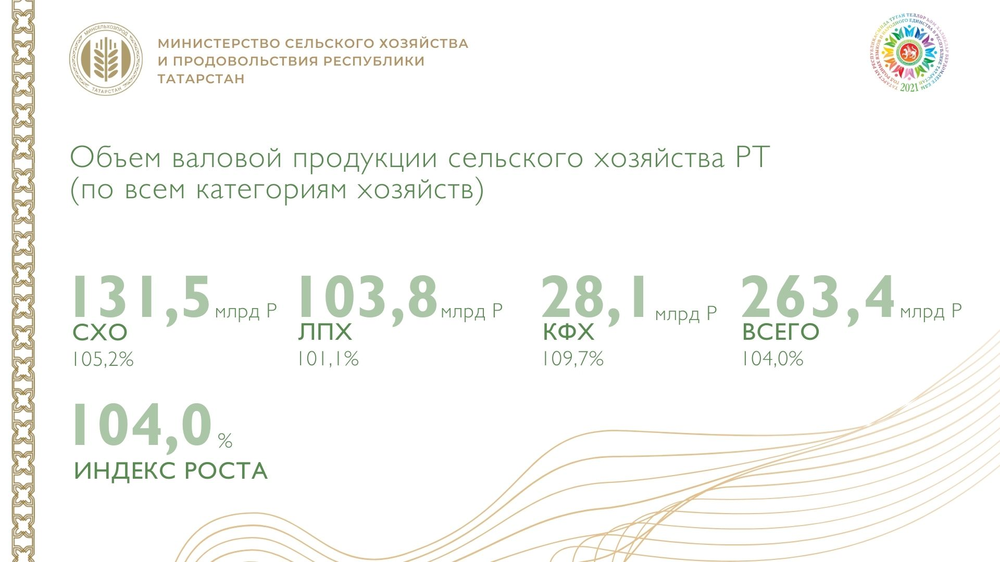 МИНСЕЛЬХОЗПРОД
ТАТАРСТАН
МИНИСТЕРСТВО СЕЛЬСКОГО ХОЗЯЙСТВА
И ПРОДОВОЛЬСТВИЯ РЕСПУБЛИКИ
ТАТАРСТАН
ТАТАРСТАН РЕСПУБЛИКАСЫНДА ТУГАН ТЕЛЛӘР ҺӘМ ХАЛЫКЛАР БЕРДӘМЛЕГЕ ЕЛЫ
ГОД РОДНЫХ ЯЗЫКОВ И НАРОДНОГО ЕДИНСТВА В РЕСПУБЛИКЕ ТАТАРСТАН
2021
Объем валовой продукции сельского хозяйства РТ
(по всем категориям хозяйств)
131,5 млрд Р 103,8 млрд Р 28,1 млрд Р 263,4 млрд Р
СХО ЛПХ КФХ ВСЕГО
105,2% 101,1% 109,7% 104,0%
104,0 %
ИНДЕКС РОСТА